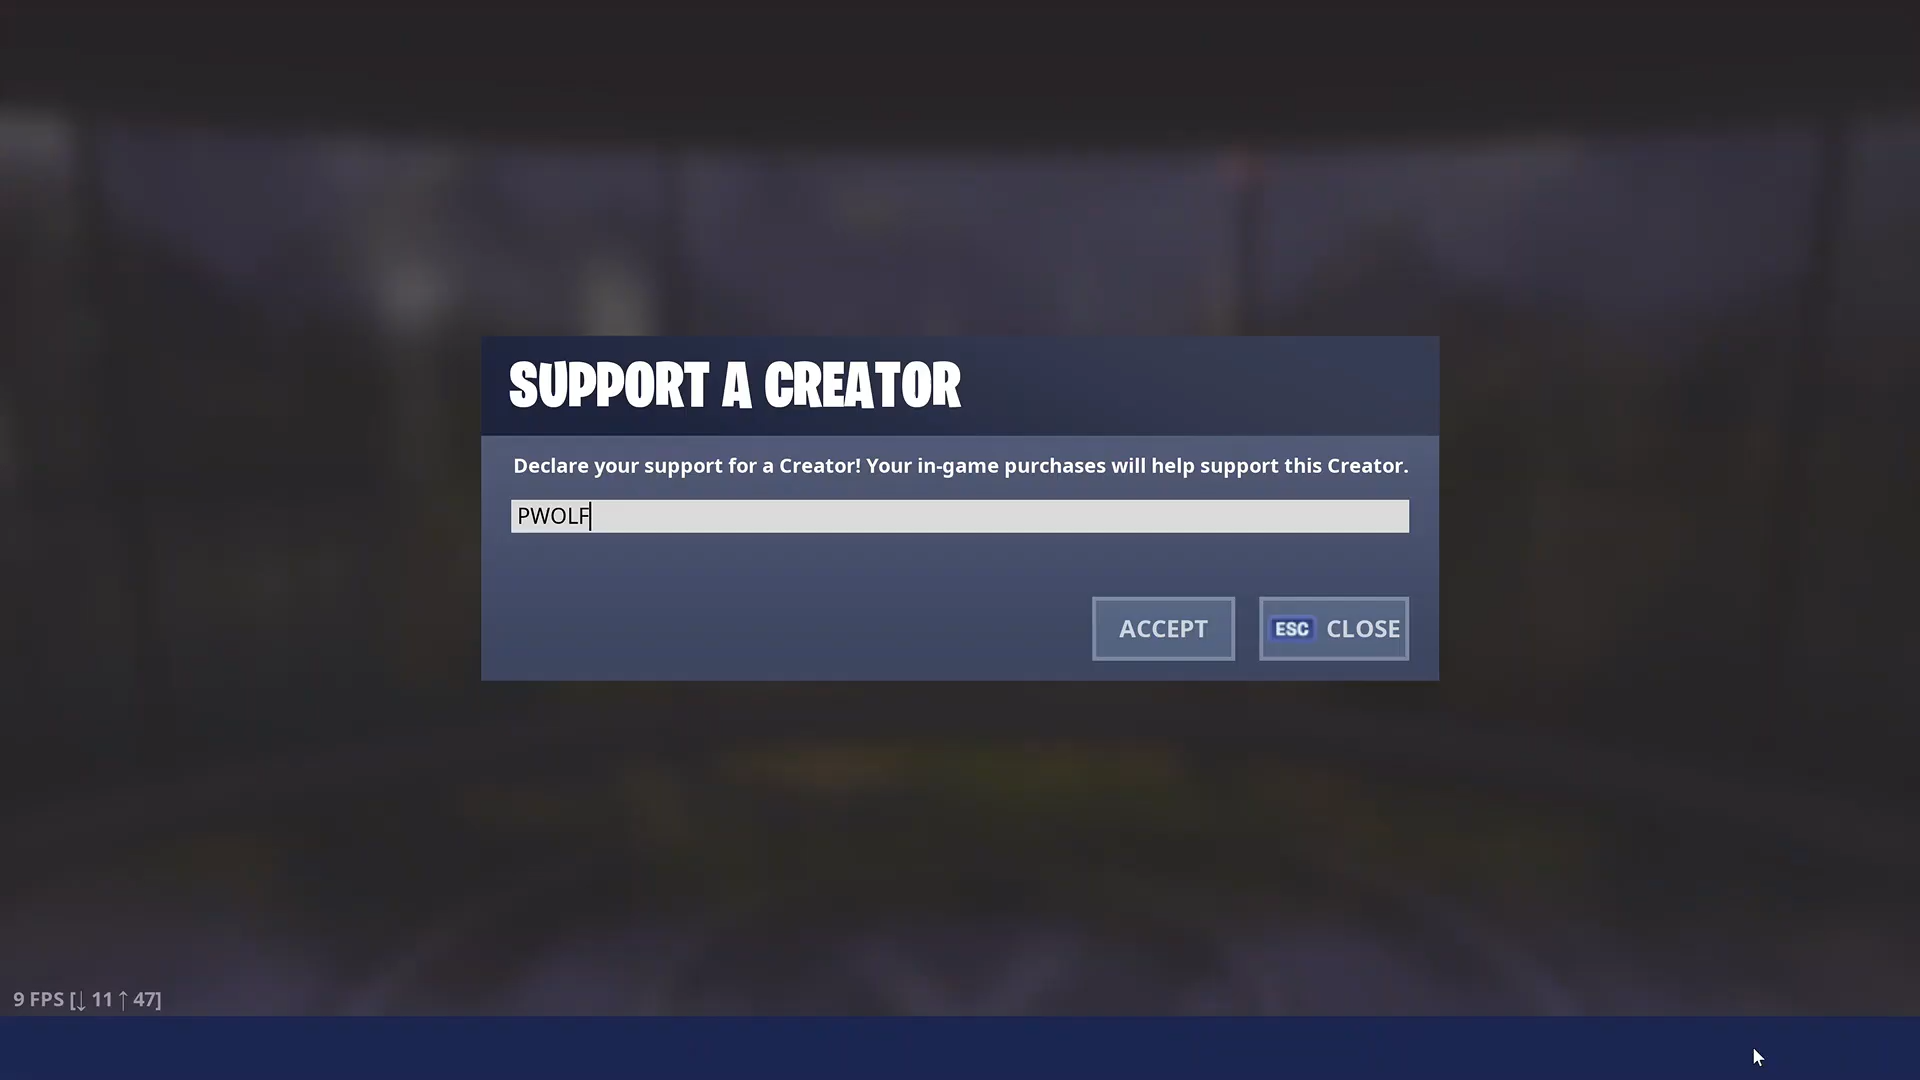 SUPPORT A CREATOR
Declare your support for a Creator! Your in-game purchases will help support this Creator.
PWOLF
ACCEPT
ESC CLOSE
9 FPS [↓ 11 ↑ 47]